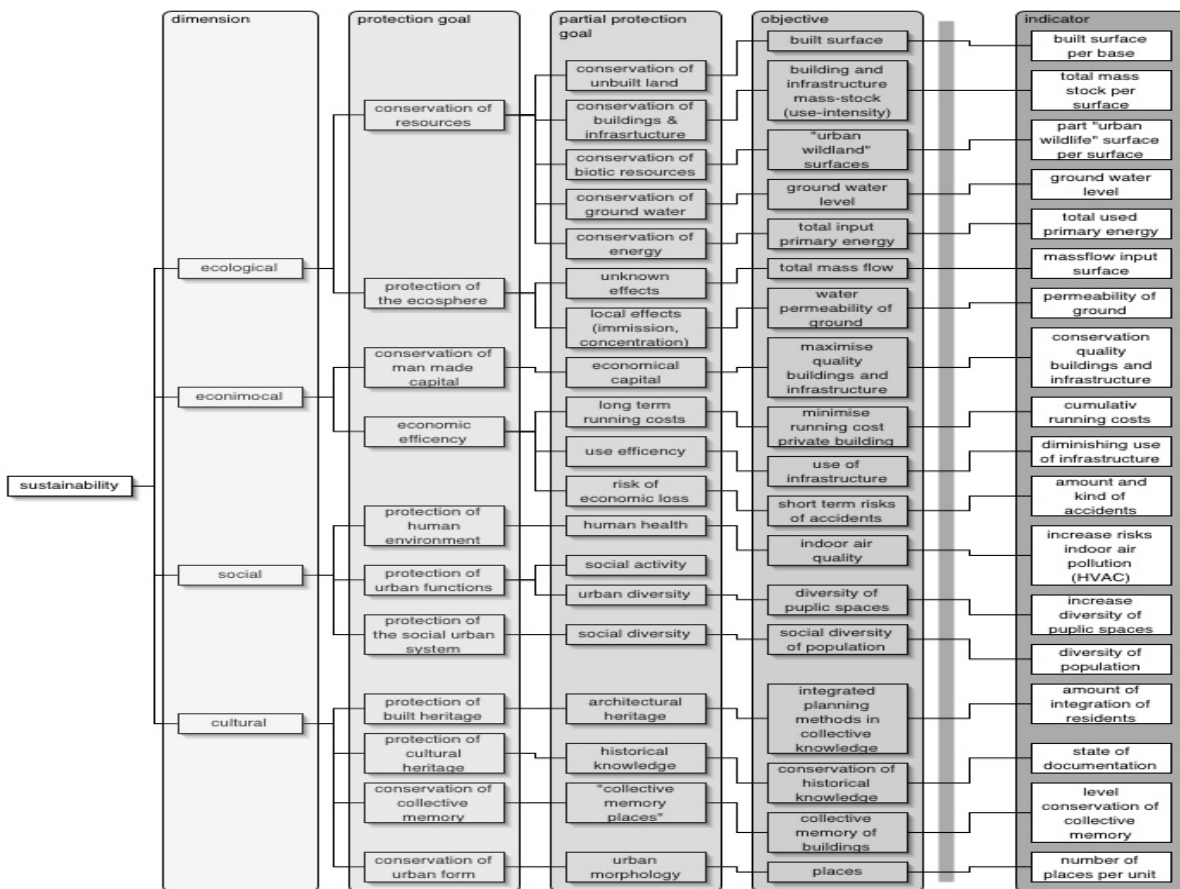 dimension
protection goal
partial protection
goal
objective
indicator
sustainability
ecological
econimocal
social
cultural
conservation of
resources
protection of
the ecosphere
conservation of
man made
capital
economic
efficency
protection of
human
environment
protection of
urban functions
protection of
the social urban
system
protection of
built heritage
protection of
cultural
heritage
conservation of
collective
memory
conservation of
urban form
conservation of
unbuilt land
conservation of
buildings &
infrasrtucture
conservation of
biotic resources
conservation of
ground water
conservation of
energy
unknown
effects
local effects
(immission,
concentration)
economical
capital
long term
running costs
use efficency
risk of
economic loss
human health
social activity
urban diversity
social diversity
architectural
heritage
historical
knowledge
"collective
memory
places"
urban
morphology
built surface
building and
infrastructure
mass-stock
(use-intensity)
"urban
wildland"
surfaces
ground water
level
total input
primary energy
total mass flow
water
permeability of
ground
maximise
quality
buildings and
infrastructure
minimise
running cost
private building
use of
infrastructure
short term risks
of accidents
indoor air
quality
diversity of
puplic spaces
social diversity
of population
integrated
planning
methods in
collective
knowledge
conservation of
historical
knowledge
collective
memory of
buildings
places
built surface
per base
total mass
stock per
surface
part "urban
wildlife" surface
per surface
ground water
level
total used
primary energy
massflow input
surface
permeability of
ground
conservation
quality
buildings and
infrastructure
cumulativ
running costs
diminishing use
of infrastructure
amount and
kind of
accidents
increase risks
indoor air
pollution
(HVAC)
increase
diversity of
puplic spaces
diversity of
population
amount of
integration of
residents
state of
documentation
level
conservation of
collective
memory
number of
places per unit